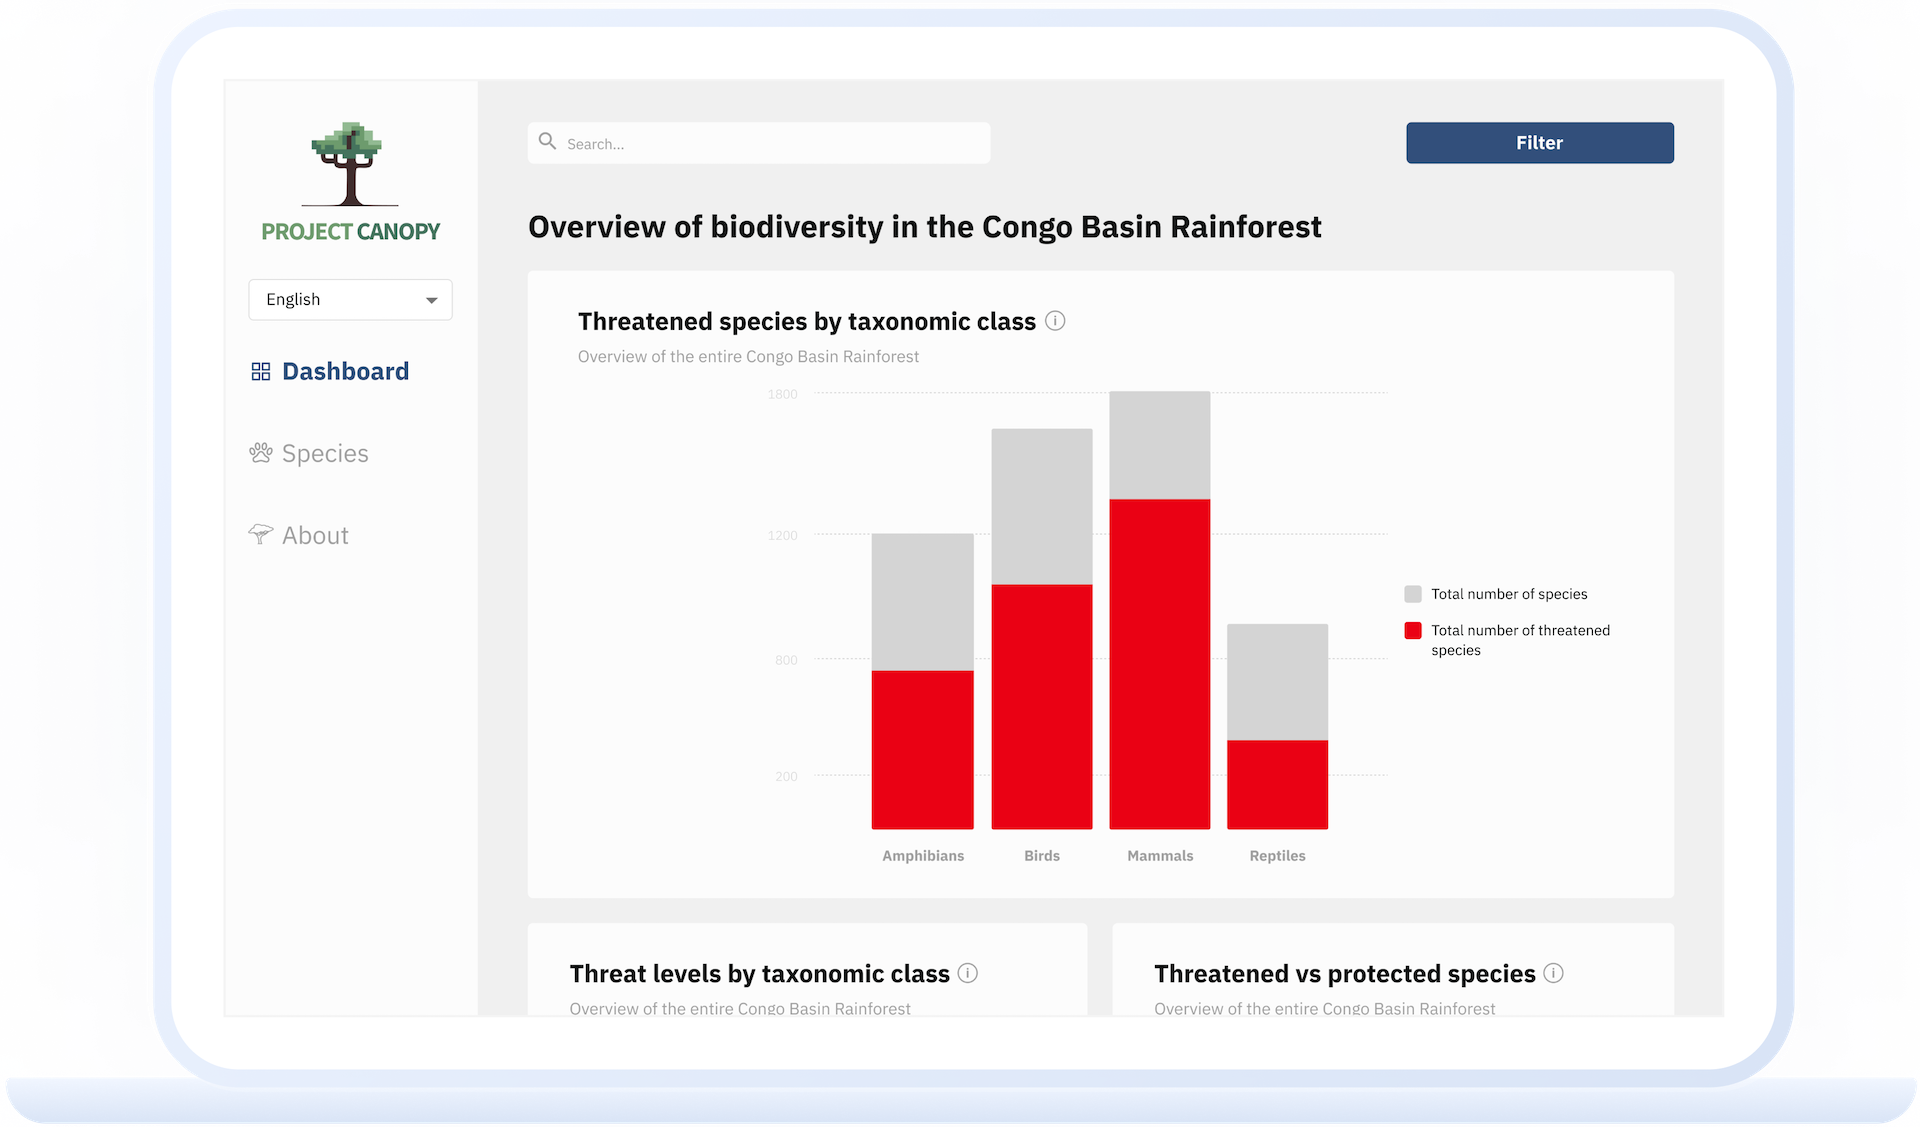 PROJECT CANOPY
English
Dashboard
Species
About
Search...
Filter
Overview of biodiversity in the Congo Basin Rainforest
Threatened species by taxonomic class
Overview of the entire Congo Basin Rainforest
1800
1200
800
200
Amphibians
Birds
Mammals
Reptiles
Total number of species
Total number of threatened
species
Threat levels by taxonomic class
Overview of the entire Congo Basin Rainforest
Threatened vs protected species
Overview of the entire Congo Basin Rainforest